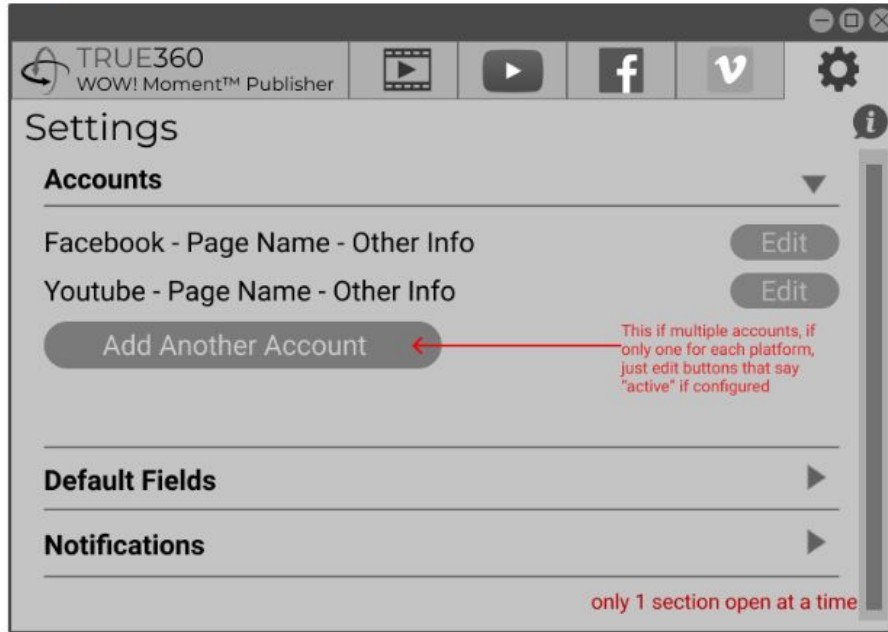 TRUE360
WOW! Moment™ Publisher
f
v
Settings
i
Accounts
Facebook - Page Name - Other Info
Edit
Youtube - Page Name - Other Info
Edit
Add Another Account
This if multiple accounts, if
only one for each platform,
just edit buttons that say
"active" if configured
Default Fields
Notifications
only 1 section open at a time